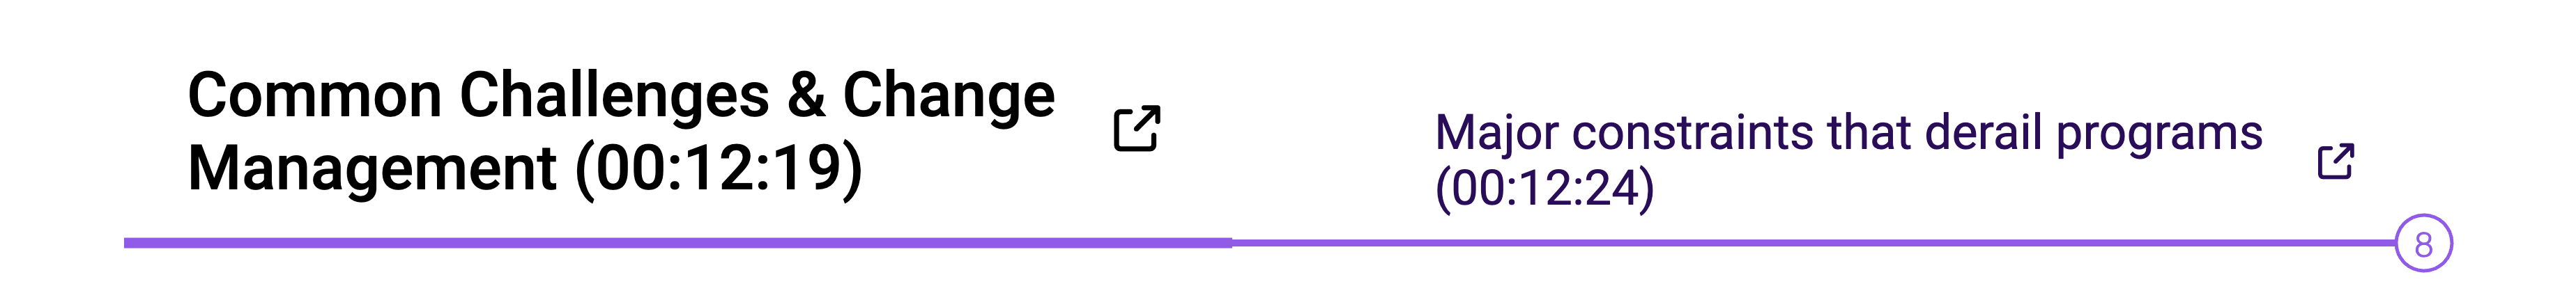 Common Challenges & Change
Management (00:12:19)
Major constraints that derail programs
(00:12:24)
8